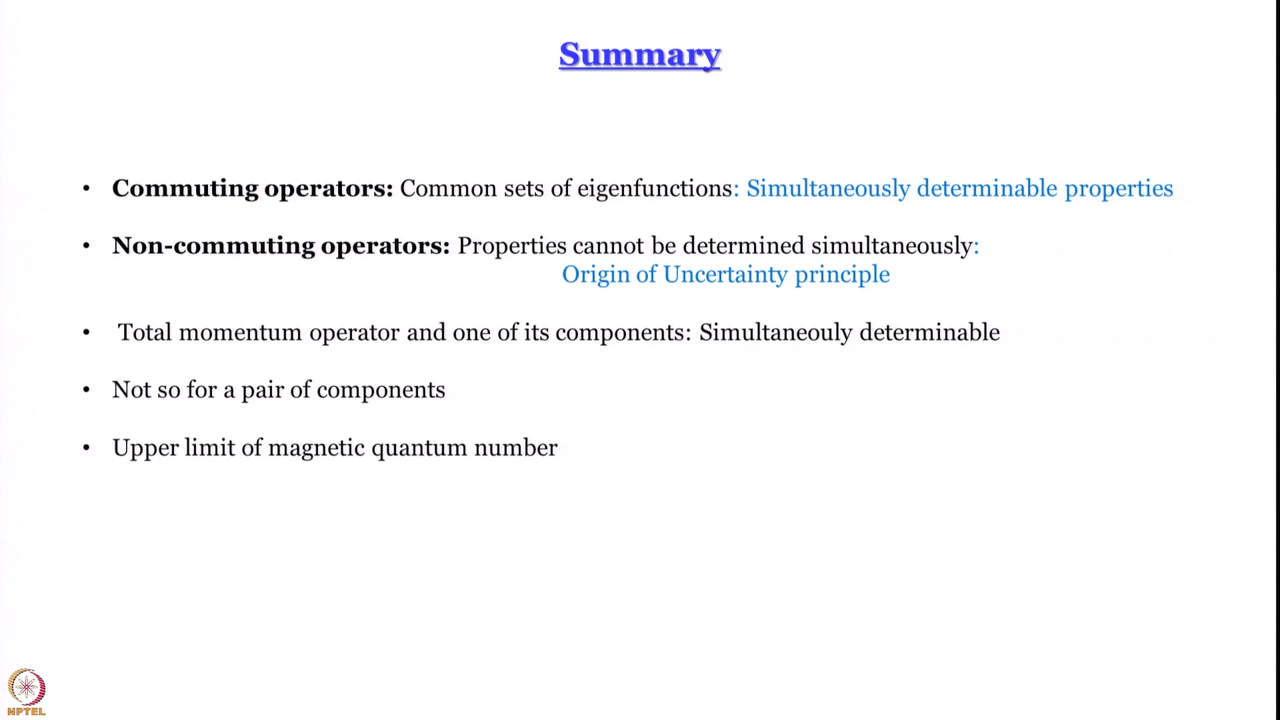 Summary
• Commuting operators: Common sets of eigenfunctions: Simultaneously determinable properties
• Non-commuting operators: Properties cannot be determined simultaneously:
Origin of Uncertainty principle
• Total momentum operator and one of its components: Simultaneouly determinable
• Not so for a pair of components
• Upper limit of magnetic quantum number
NPTEL